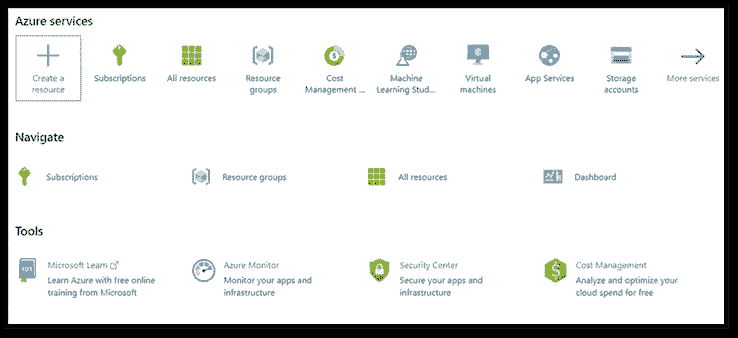 Azure services
Create a resource
Subscriptions
All resources
Resource groups
Cost Management ...
Machine Learning Stud...
Virtual machines
App Services
Storage accounts
More services
Navigate
Subscriptions
Resource groups
All resources
Dashboard
Tools
Microsoft Learn
Learn Azure with free online
training from Microsoft
Azure Monitor
Monitor your apps and
infrastructure
Security Center
Secure your apps and
infrastructure
Cost Management
Analyze and optimize your
cloud spend for free